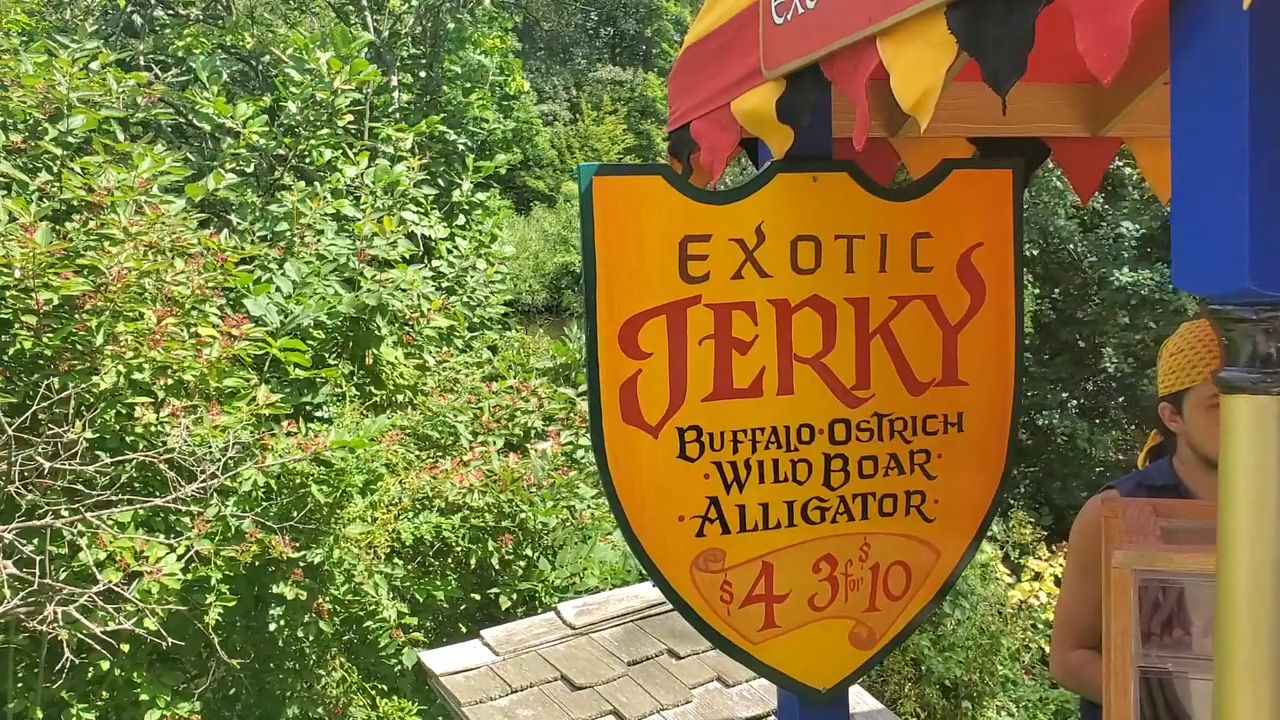 EXOTIC
JERKY
BUFFALO·OSTRICH
·WILD BOAR·
·ALLIGATOR·
$4 3 for $10